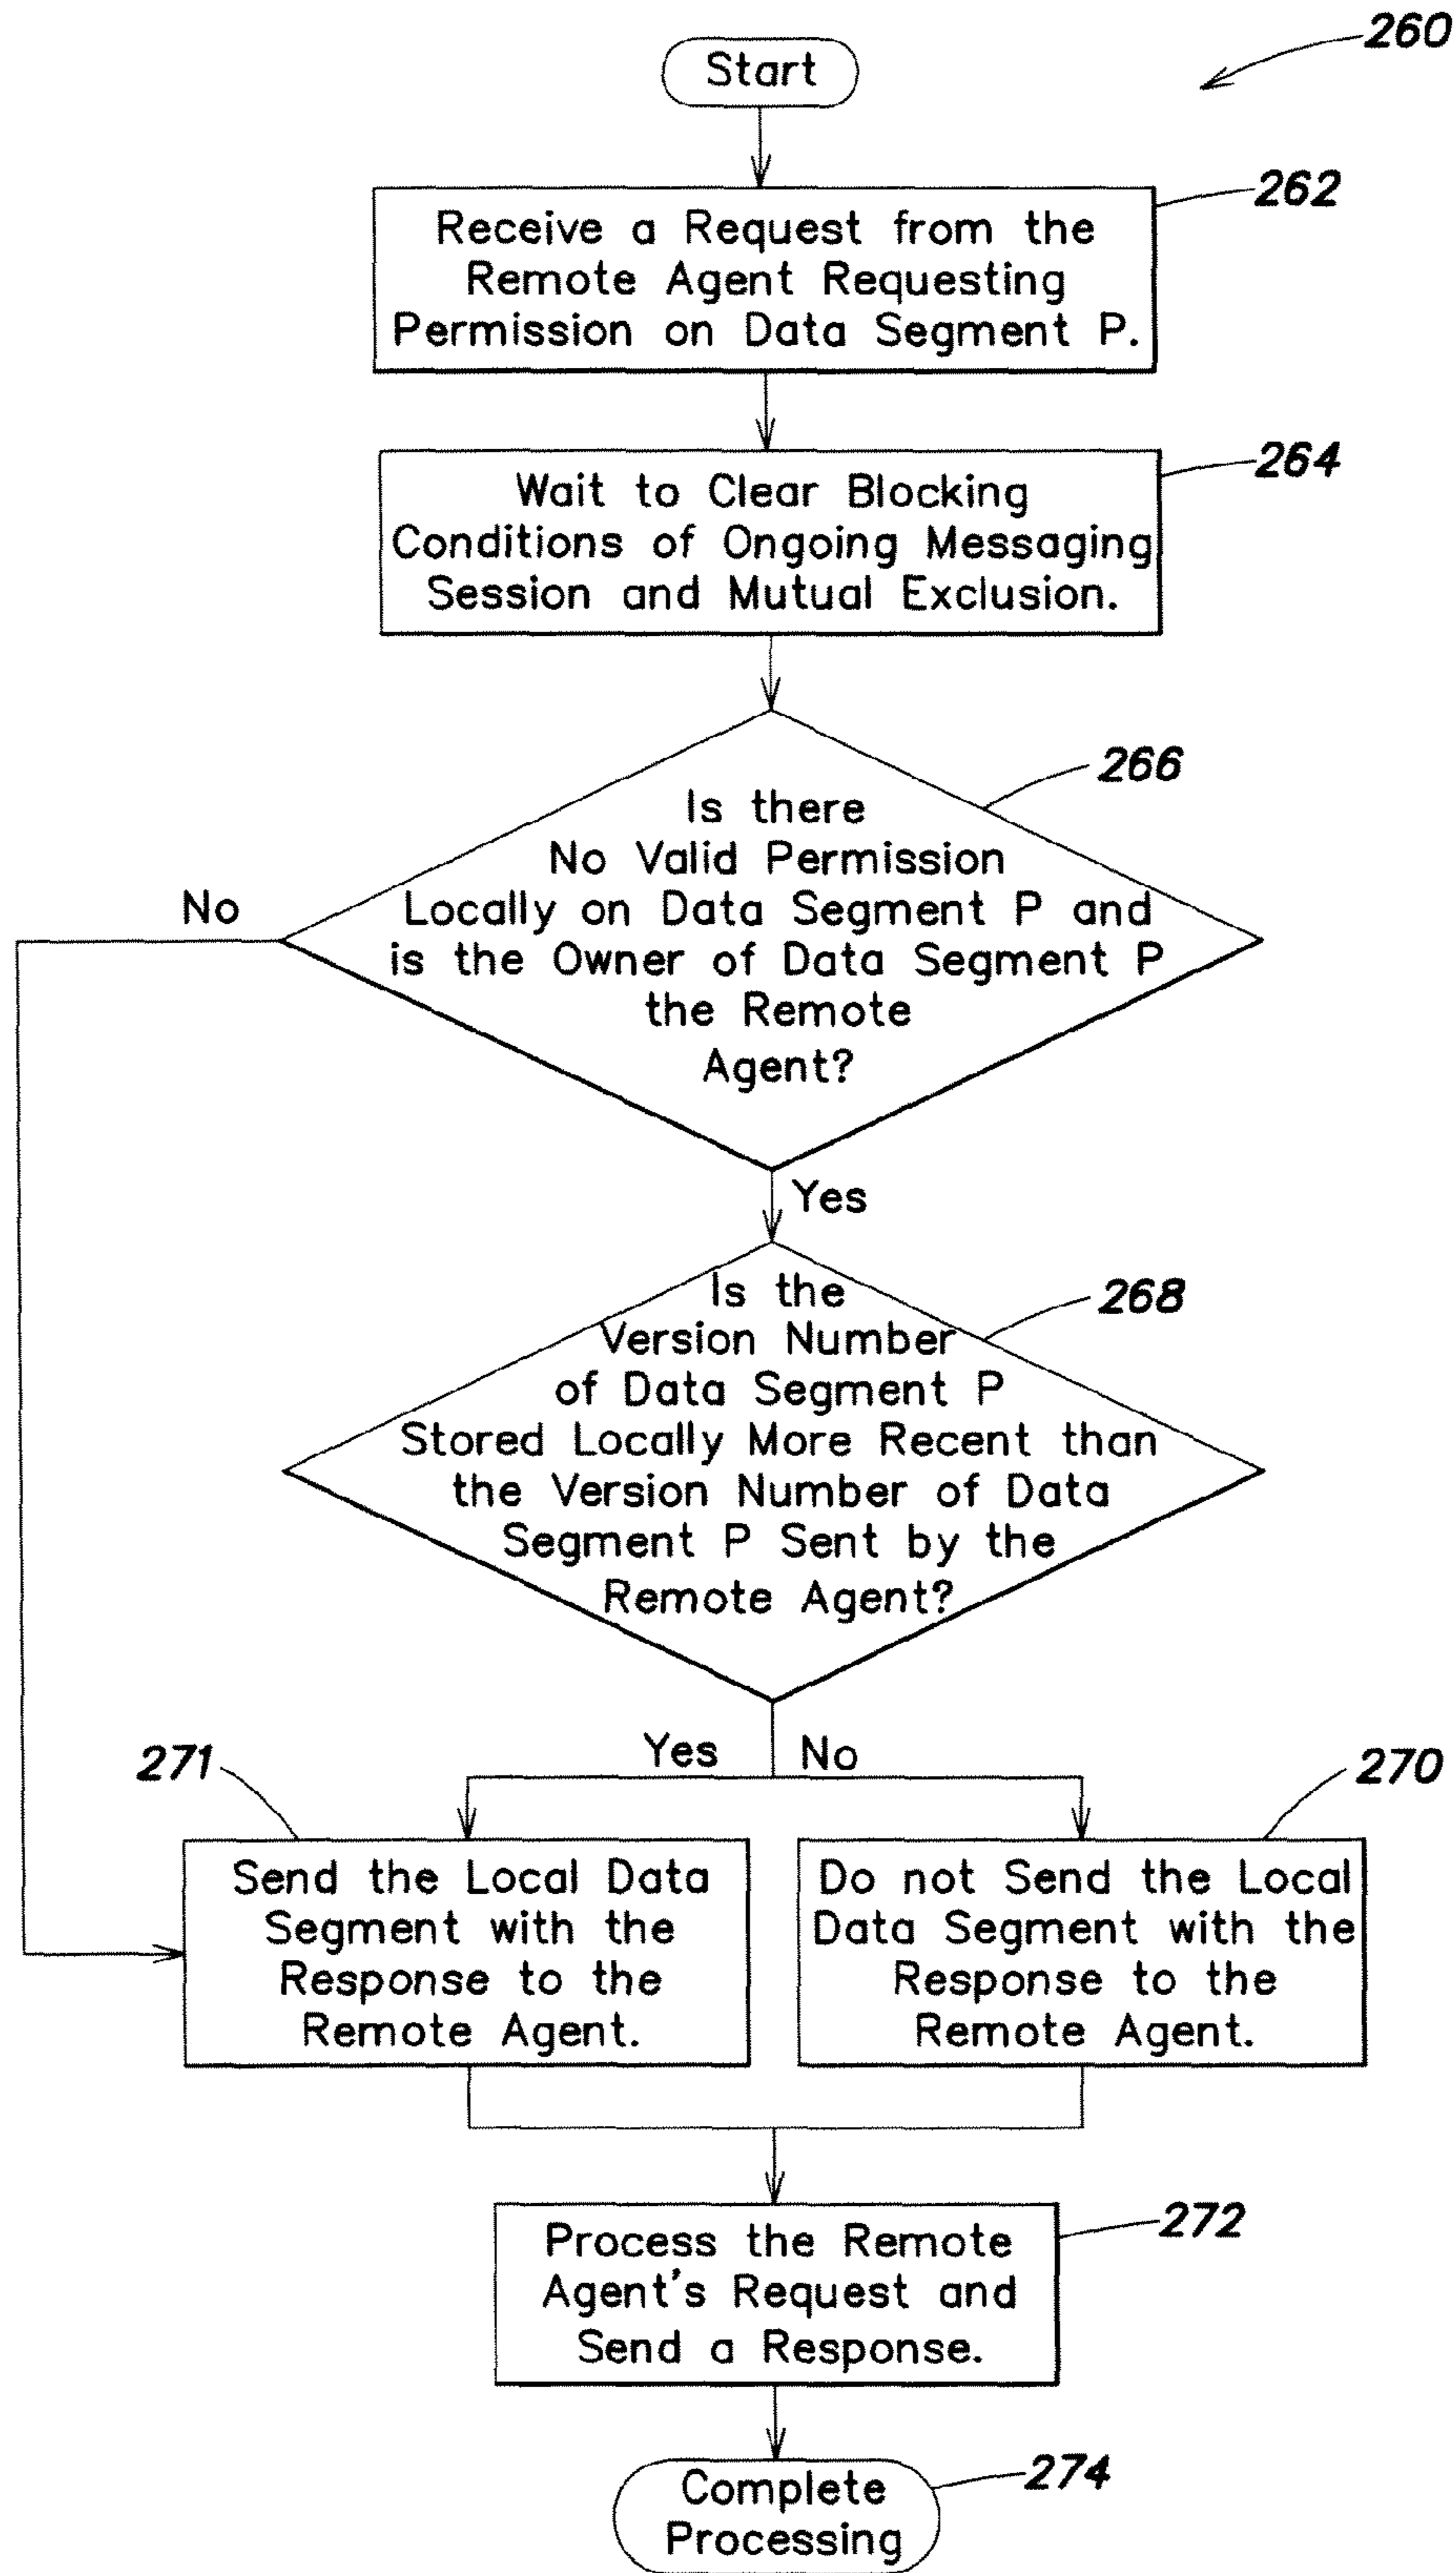 260
Start
262
Receive a Request from the
Remote Agent Requesting
Permission on Data Segment P.
264
Wait to Clear Blocking
Conditions of Ongoing Messaging
Session and Mutual Exclusion.
266
Is there
No Valid Permission
Locally on Data Segment P and
is the Owner of Data Segment P
the Remote
Agent?
No
Yes
268
Is the
Version Number
of Data Segment P
Stored Locally More Recent than
the Version Number of Data
Segment P Sent by the
Remote Agent?
Yes
No
271
270
Send the Local Data
Segment with the
Response to the
Remote Agent.
Do not Send the Local
Data Segment with the
Response to the
Remote Agent.
272
Process the Remote
Agent's Request and
Send a Response.
274
Complete
Processing